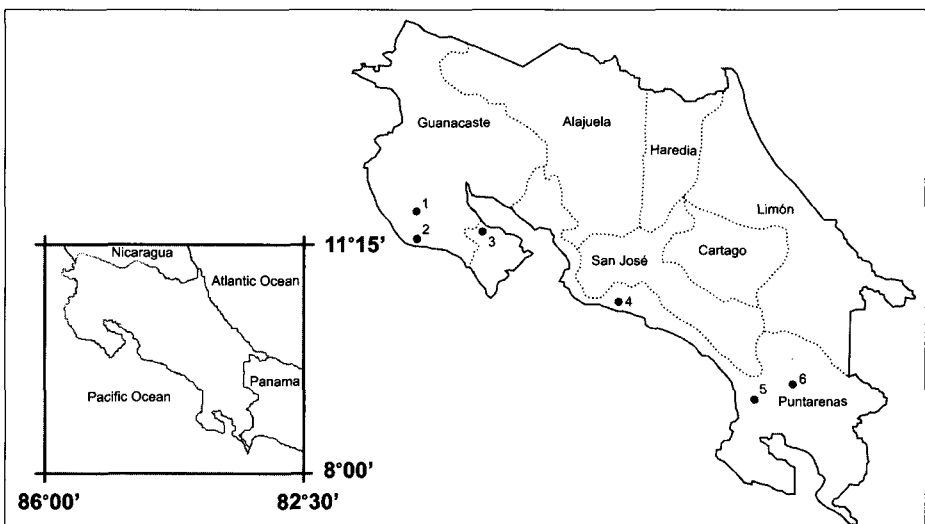 Guanacaste
Alajuela
Haredia
Limón
Cartago
San José
Puntarenas
1
2
3
4
5
6
Nicaragua
Atlantic Ocean
Panama
Pacific Ocean
11°15'
8°00'
86°00'
82°30'